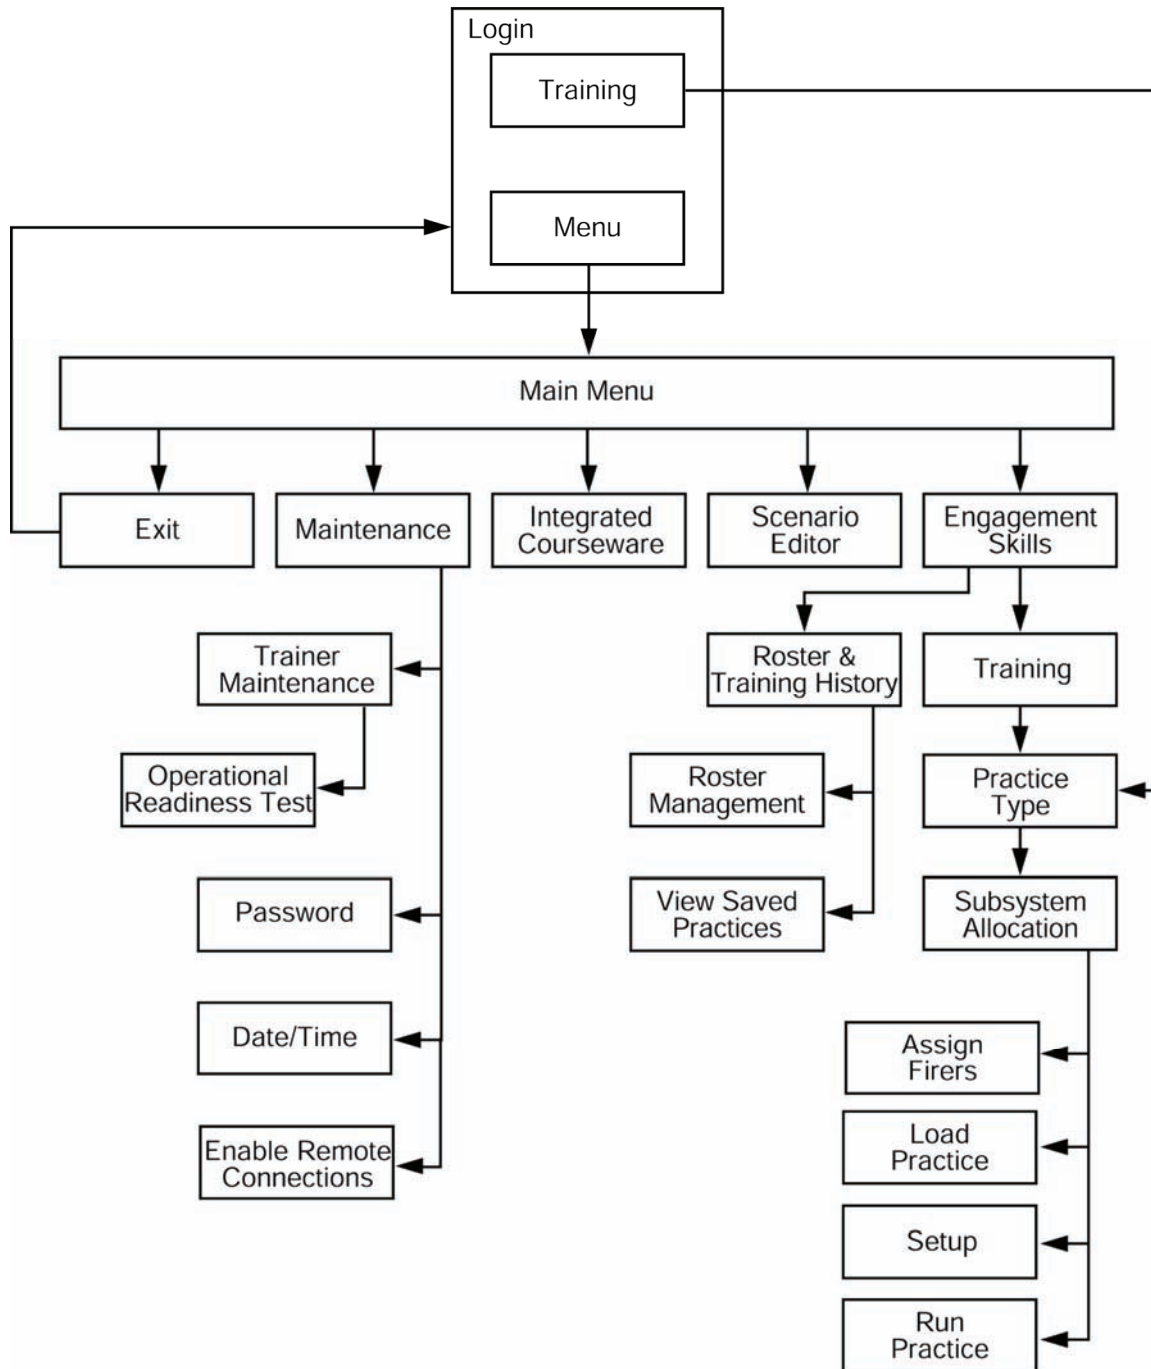 Login
Training
Menu
Main Menu
Exit
Maintenance
Integrated
Courseware
Scenario
Editor
Engagement
Skills
Trainer
Maintenance
Roster &
Training History
Training
Operational
Readiness Test
Roster
Management
Practice
Type
Password
View Saved
Practices
Subsystem
Allocation
Date/Time
Assign
Firers
Enable Remote
Connections
Load
Practice
Setup
Run
Practice